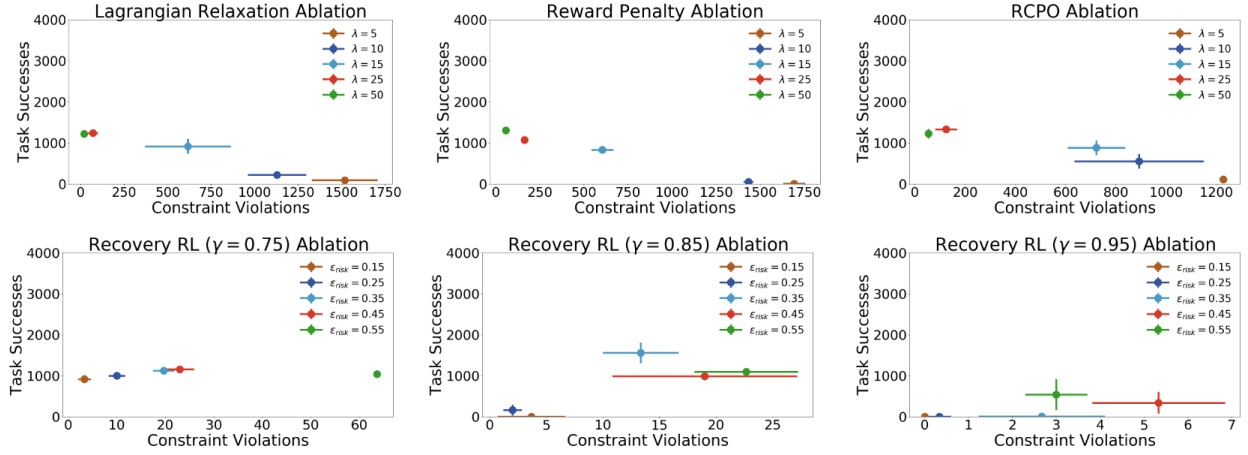 Lagrangian Relaxation Ablation
Task Successes
4000
3000
2000
1000
0
λ = 5
λ = 10
λ = 15
λ = 25
λ = 50
0 250 500 750 1000 1250 1500 1750
Constraint Violations
Reward Penalty Ablation
Task Successes
4000
3000
2000
1000
0
λ = 5
λ = 10
λ = 15
λ = 25
λ = 50
0 250 500 750 1000 1250 1500 1750
Constraint Violations
RCPO Ablation
Task Successes
4000
3000
2000
1000
0
λ = 5
λ = 10
λ = 15
λ = 25
λ = 50
0 200 400 600 800 1000 1200
Constraint Violations
Recovery RL (γ = 0.75) Ablation
Task Successes
4000
3000
2000
1000
0
ε_risk = 0.15
ε_risk = 0.25
ε_risk = 0.35
ε_risk = 0.45
ε_risk = 0.55
0 10 20 30 40 50 60
Constraint Violations
Recovery RL (γ = 0.85) Ablation
Task Successes
4000
3000
2000
1000
0
ε_risk = 0.15
ε_risk = 0.25
ε_risk = 0.35
ε_risk = 0.45
ε_risk = 0.55
0 5 10 15 20 25
Constraint Violations
Recovery RL (γ = 0.95) Ablation
Task Successes
4000
3000
2000
1000
0
ε_risk = 0.15
ε_risk = 0.25
ε_risk = 0.35
ε_risk = 0.45
ε_risk = 0.55
0 1 2 3 4 5 6 7
Constraint Violations